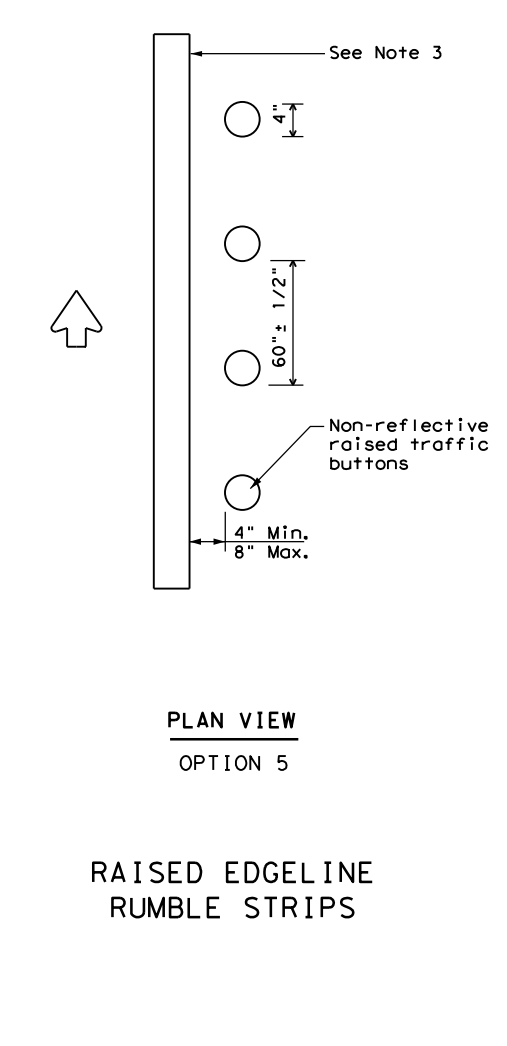 See Note 3
4"
60"± 1/2"
Non-reflective
raised traffic
buttons
4" Min.
8" Max.
PLAN VIEW
OPTION 5
RAISED EDGELINE
RUMBLE STRIPS